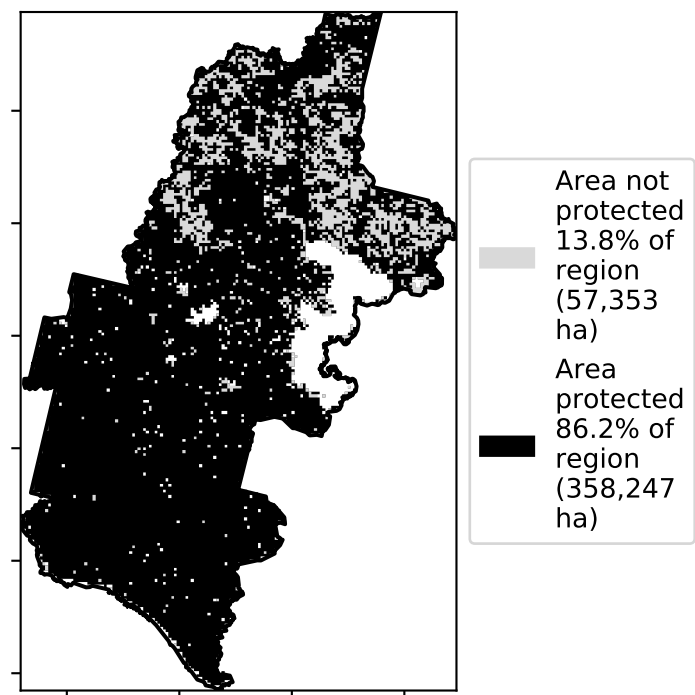 Area not
protected
13.8% of
region
(57,353
ha)
Area
protected
86.2% of
region
(358,247
ha)